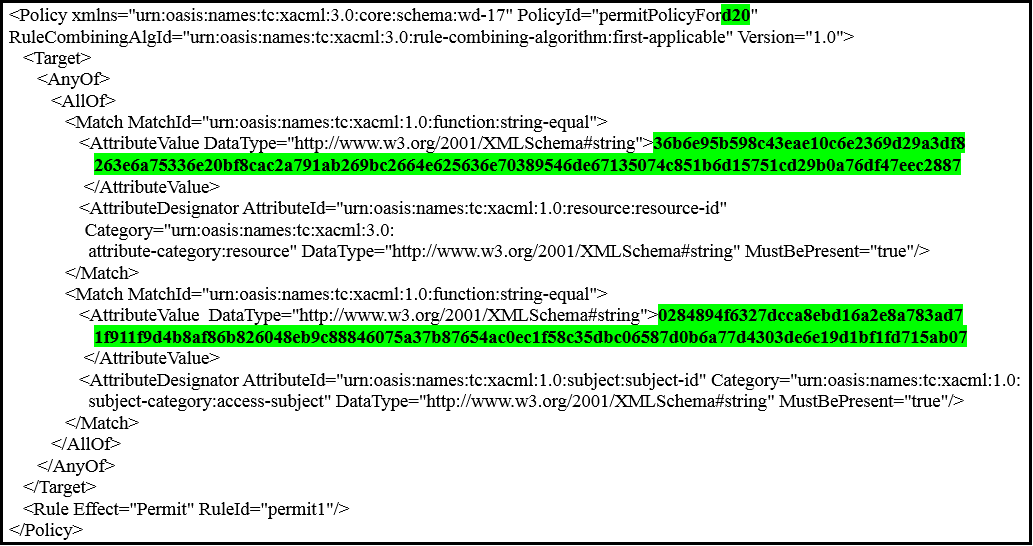 <Policy xmlns="urn:oasis:names:tc:xacml:3.0:core:schema:wd-17" PolicyId="permitPolicyFord20"
RuleCombiningAlgId="urn:oasis:names:tc:xacml:3.0:rule-combining-algorithm:first-applicable" Version="1.0">
<Target>
<AnyOf>
<AllOf>
<Match MatchId="urn:oasis:names:tc:xacml:1.0:function:string-equal">
<AttributeValue DataType="http://www.w3.org/2001/XMLSchema#string">36b6e95b598c43eae10c6e2369d29a3df8
263e6a75336e20bf8cac2a791ab269bc2664e625636e70389546de67135074c851b6d15751cd29b0a76df47eec2887
</AttributeValue>
<AttributeDesignator AttributeId="urn:oasis:names:tc:xacml:1.0:resource:resource-id"
Category="urn:oasis:names:tc:xacml:3.0:
attribute-category:resource" DataType="http://www.w3.org/2001/XMLSchema#string" MustBePresent="true"/>
</Match>
<Match MatchId="urn:oasis:names:tc:xacml:1.0:function:string-equal">
<AttributeValue  DataType="http://www.w3.org/2001/XMLSchema#string">0284894f6327dcca8ebd16a2e8a783ad7
1f911f9d4b8af86b826048eb9c88846075a37b87654ac0ec1f58c35dbc06587d0b6a77d4303de6e19d1bf1fd715ab07
</AttributeValue>
<AttributeDesignator AttributeId="urn:oasis:names:tc:xacml:1.0:subject:subject-id" Category="urn:oasis:names:tc:xacml:1.0:
subject-category:access-subject" DataType="http://www.w3.org/2001/XMLSchema#string" MustBePresent="true"/>
</Match>
</AllOf>
</AnyOf>
</Target>
<Rule Effect="Permit" RuleId="permit1"/>
</Policy>